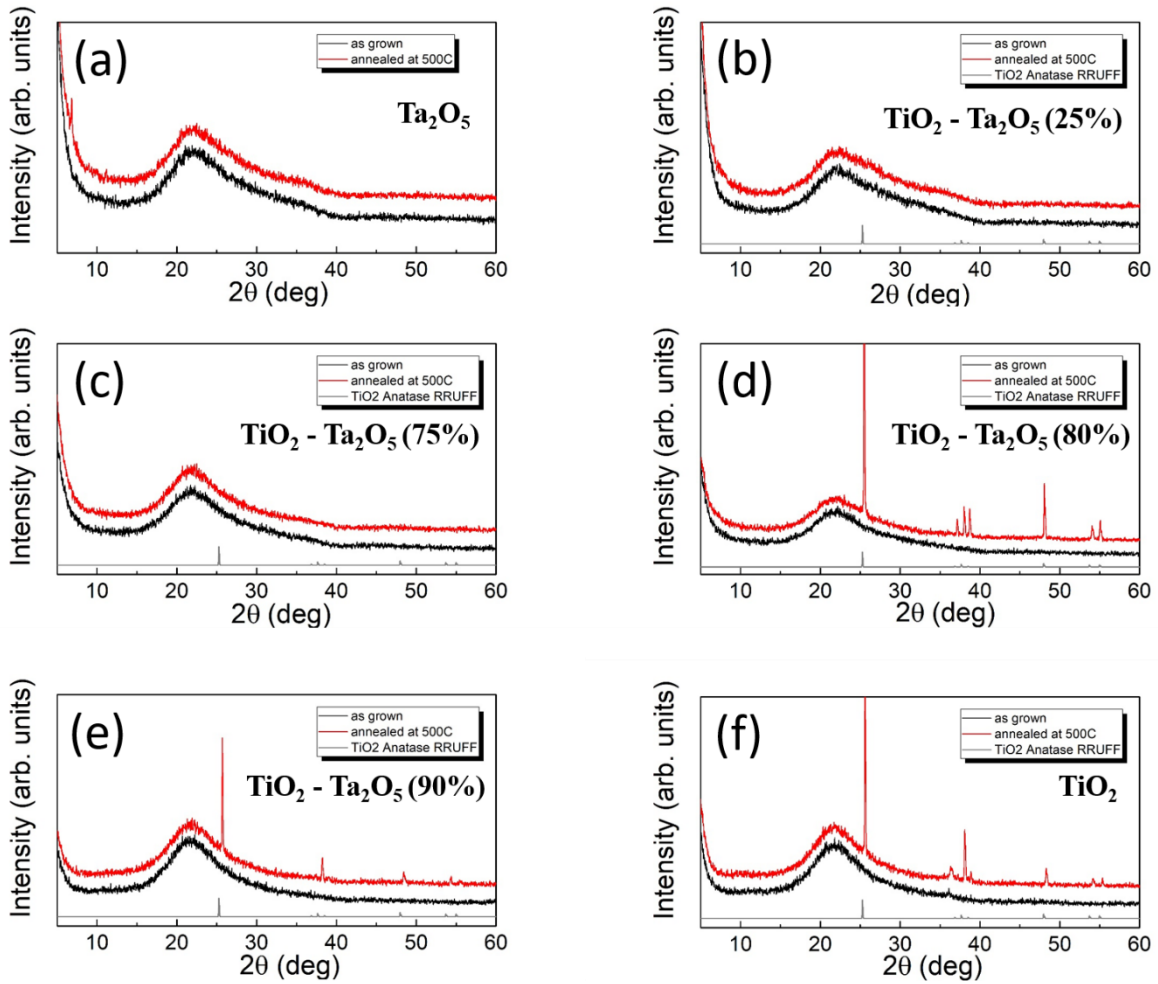 (a)
as grown
annealed at 500C
Ta₂O₅
Intensity (arb. units)
10 20 30 40 50 60
2θ (deg)
(b)
as grown
annealed at 500C
TiO2 Anatase RRUFF
TiO₂ - Ta₂O₅ (25%)
Intensity (arb. units)
10 20 30 40 50 60
2θ (deg)
(c)
as grown
annealed at 500C
TiO2 Anatase RRUFF
TiO₂ - Ta₂O₅ (75%)
Intensity (arb. units)
10 20 30 40 50 60
2θ (deg)
(d)
as grown
annealed at 500C
TiO2 Anatase RRUFF
TiO₂ - Ta₂O₅ (80%)
Intensity (arb. units)
10 20 30 40 50 60
2θ (deg)
(e)
as grown
annealed at 500C
TiO2 Anatase RRUFF
TiO₂ - Ta₂O₅ (90%)
Intensity (arb. units)
10 20 30 40 50 60
2θ (deg)
(f)
as grown
annealed at 500C
TiO2 Anatase RRUFF
TiO₂
Intensity (arb. units)
10 20 30 40 50 60
2θ (deg)